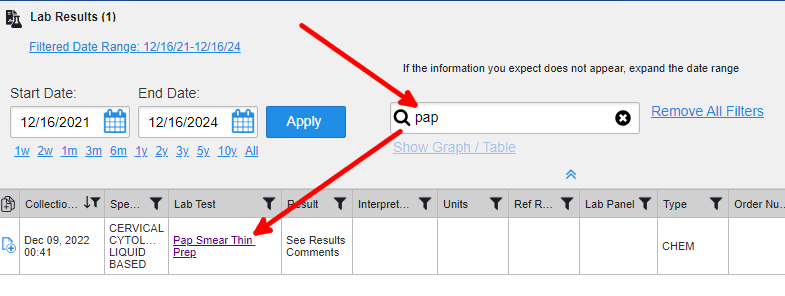 Lab Results (1)
Filtered Date Range: 12/16/21-12/16/24
If the information you expect does not appear, expand the date range
Start Date:
End Date:
12/16/2021
12/16/2024
Apply
pap
Remove All Filters
1w 2w 1m 3m 6m 1y 2y 3y 5y 10y All
Show Graph / Table
Collectio... Spe... Lab Test Result Interpret... Units Ref R... Lab Panel Type Order Nu...
Dec 09, 2022
00:41
CERVICAL
CYTOL...
LIQUID
BASED
Pap Smear Thin
Prep
See Results
Comments
CHEM